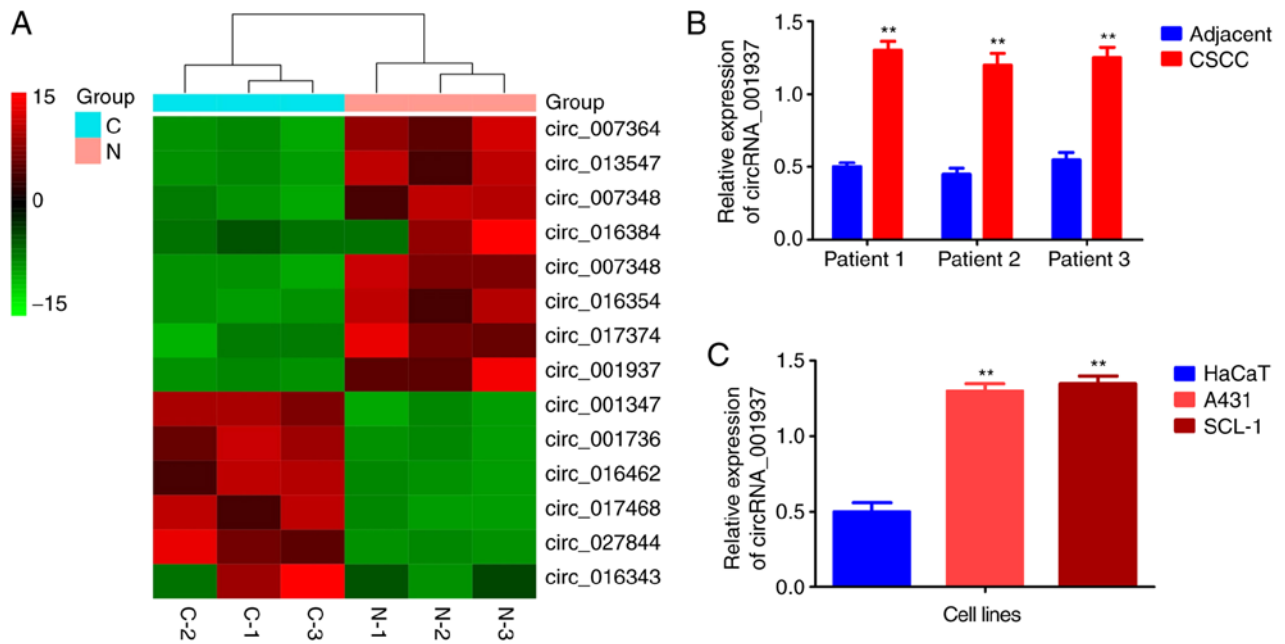 A
15
0
−15
Group
C
N
Group
circ_007364
circ_013547
circ_007348
circ_016384
circ_007348
circ_016354
circ_017374
circ_001937
circ_001347
circ_001736
circ_016462
circ_017468
circ_027844
circ_016343
C-2
C-1
C-3
N-1
N-2
N-3
B
Relative expression
of circRNA_001937
1.5
1.0
0.5
0.0
**
**
**
Patient 1
Patient 2
Patient 3
Adjacent
CSCC
C
Relative expression
of circRNA_001937
1.5
1.0
0.5
0.0
**
**
Cell lines
HaCaT
A431
SCL-1